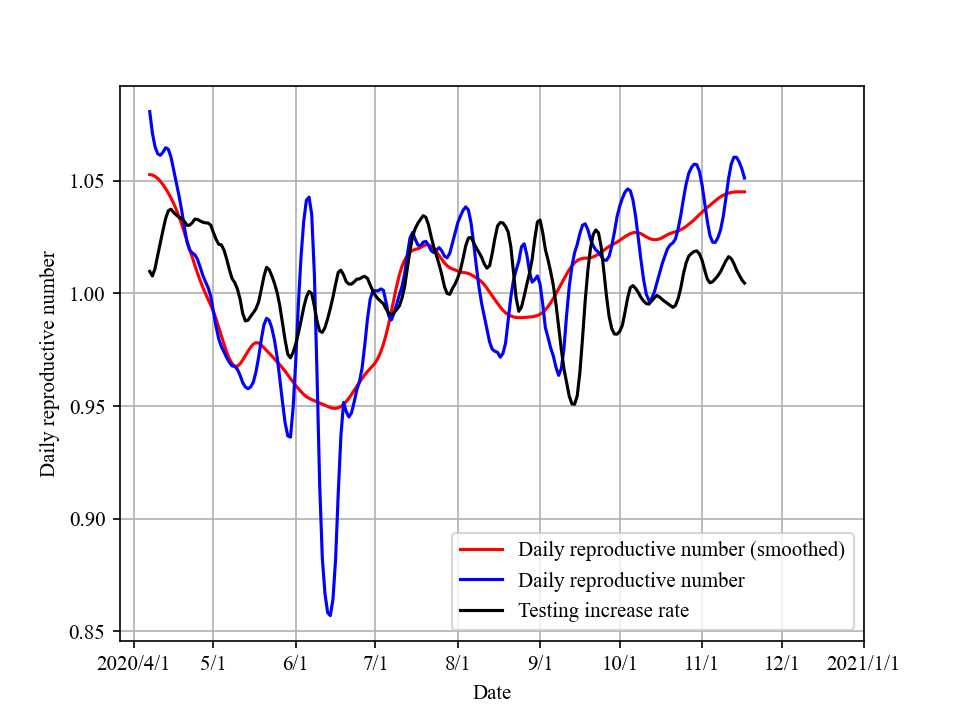 Daily reproductive number
1.05
1.00
0.95
0.90
0.85
Daily reproductive number (smoothed)
Daily reproductive number
Testing increase rate
2020/4/1 5/1 6/1 7/1 8/1 9/1 10/1 11/1 12/1 2021/1/1
Date